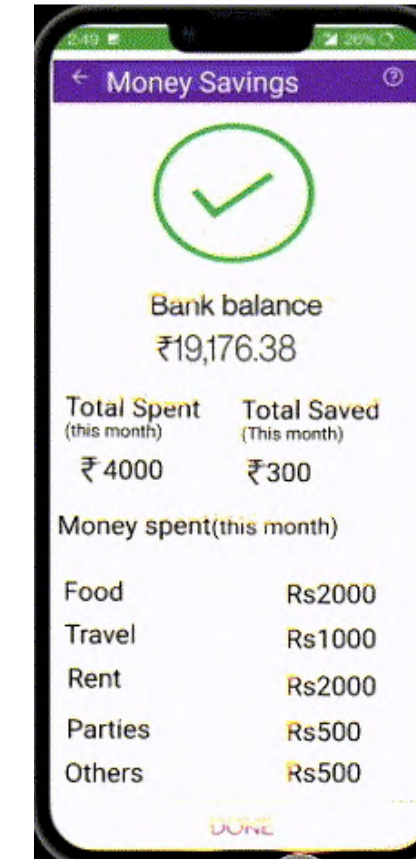 2:49 26%
← Money Savings ?
Bank balance
₹19,176.38
Total Spent Total Saved
(this month) (This month)
₹4000 ₹300
Money spent(this month)
Food Rs2000
Travel Rs1000
Rent Rs2000
Parties Rs500
Others Rs500
DONE